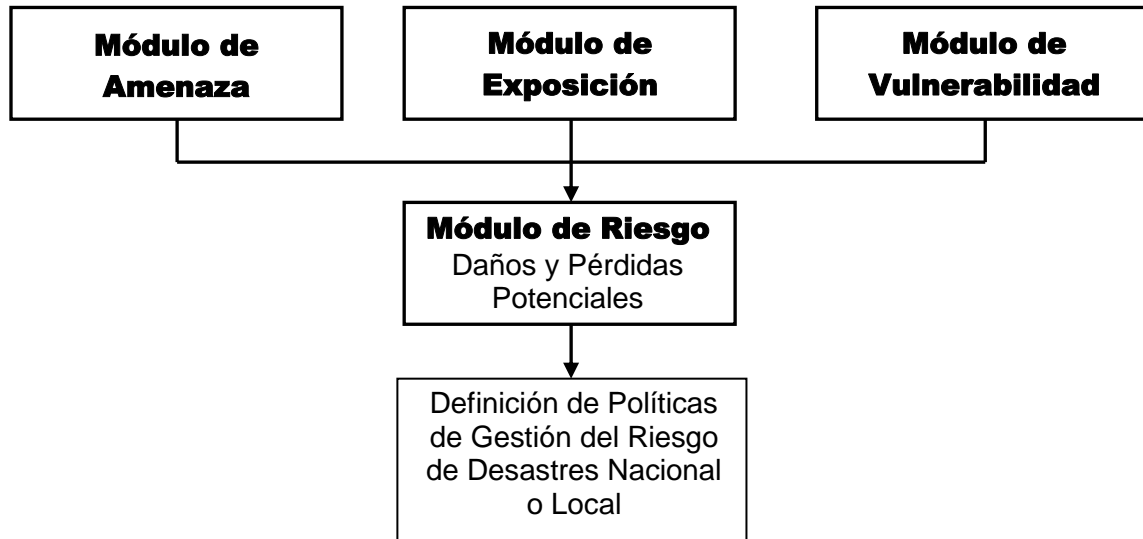 Módulo de
Amenaza
Módulo de
Exposición
Módulo de
Vulnerabilidad
Módulo de Riesgo
Daños y Pérdidas
Potenciales
Definición de Políticas
de Gestión del Riesgo
de Desastres Nacional
o Local